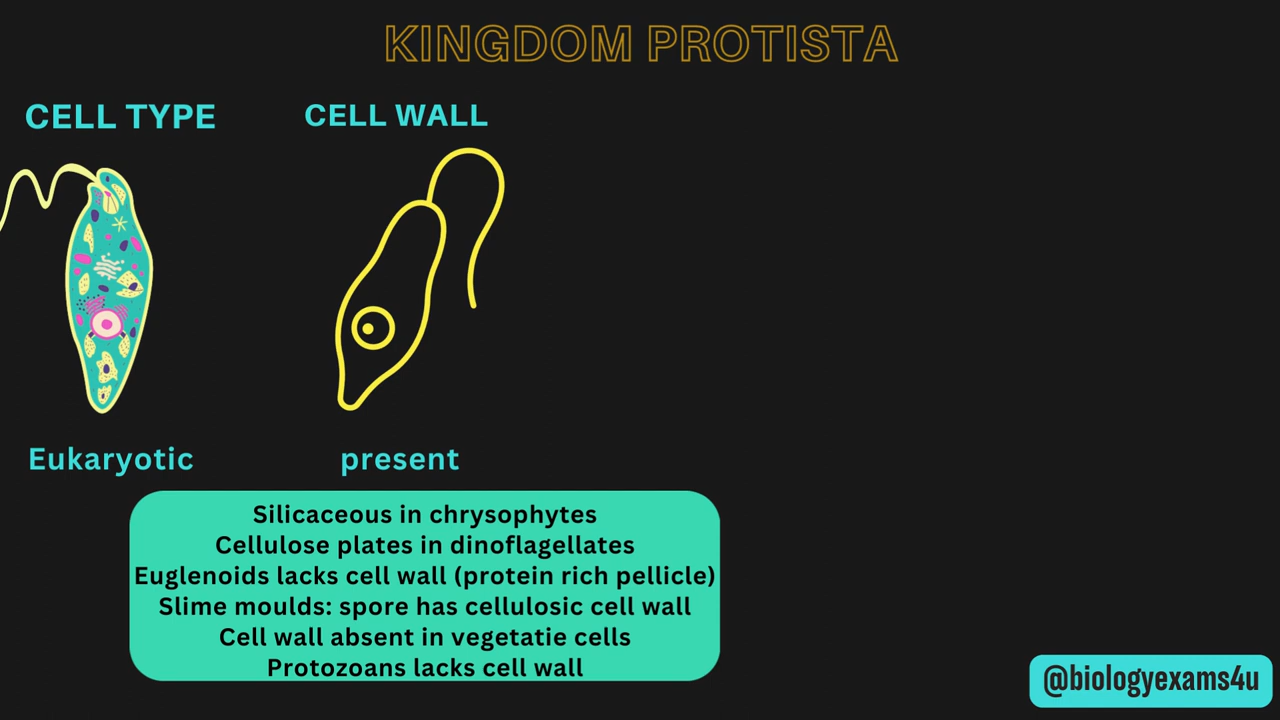 KINGDOM PROTISTA
CELL TYPE
CELL WALL
Eukaryotic
present
Silicaceous in chrysophytes
Cellulose plates in dinoflagellates
Euglenoids lacks cell wall (protein rich pellicle)
Slime moulds: spore has cellulosic cell wall
Cell wall absent in vegetatie cells
Protozoans lacks cell wall
@biologyexams4u